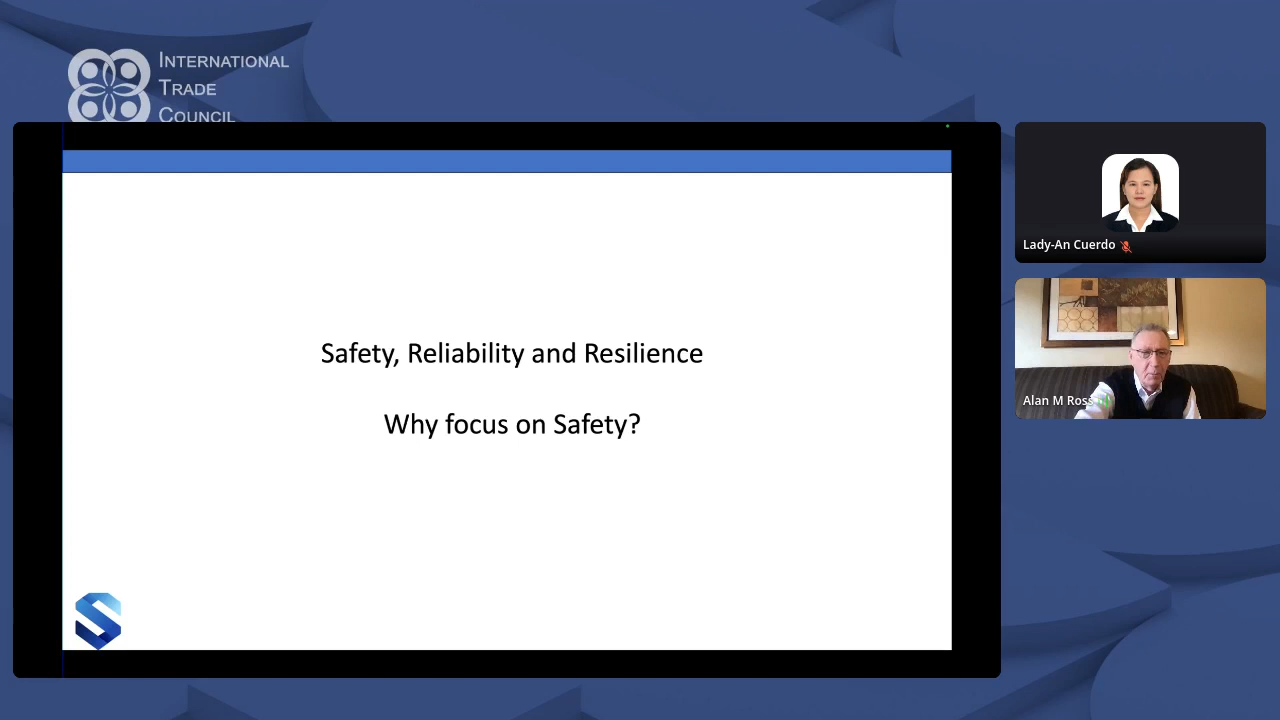 INTERNATIONAL
TRADE
COUNCIL
Safety, Reliability and Resilience
Why focus on Safety?
Lady-An Cuerdo
Alan M Ross